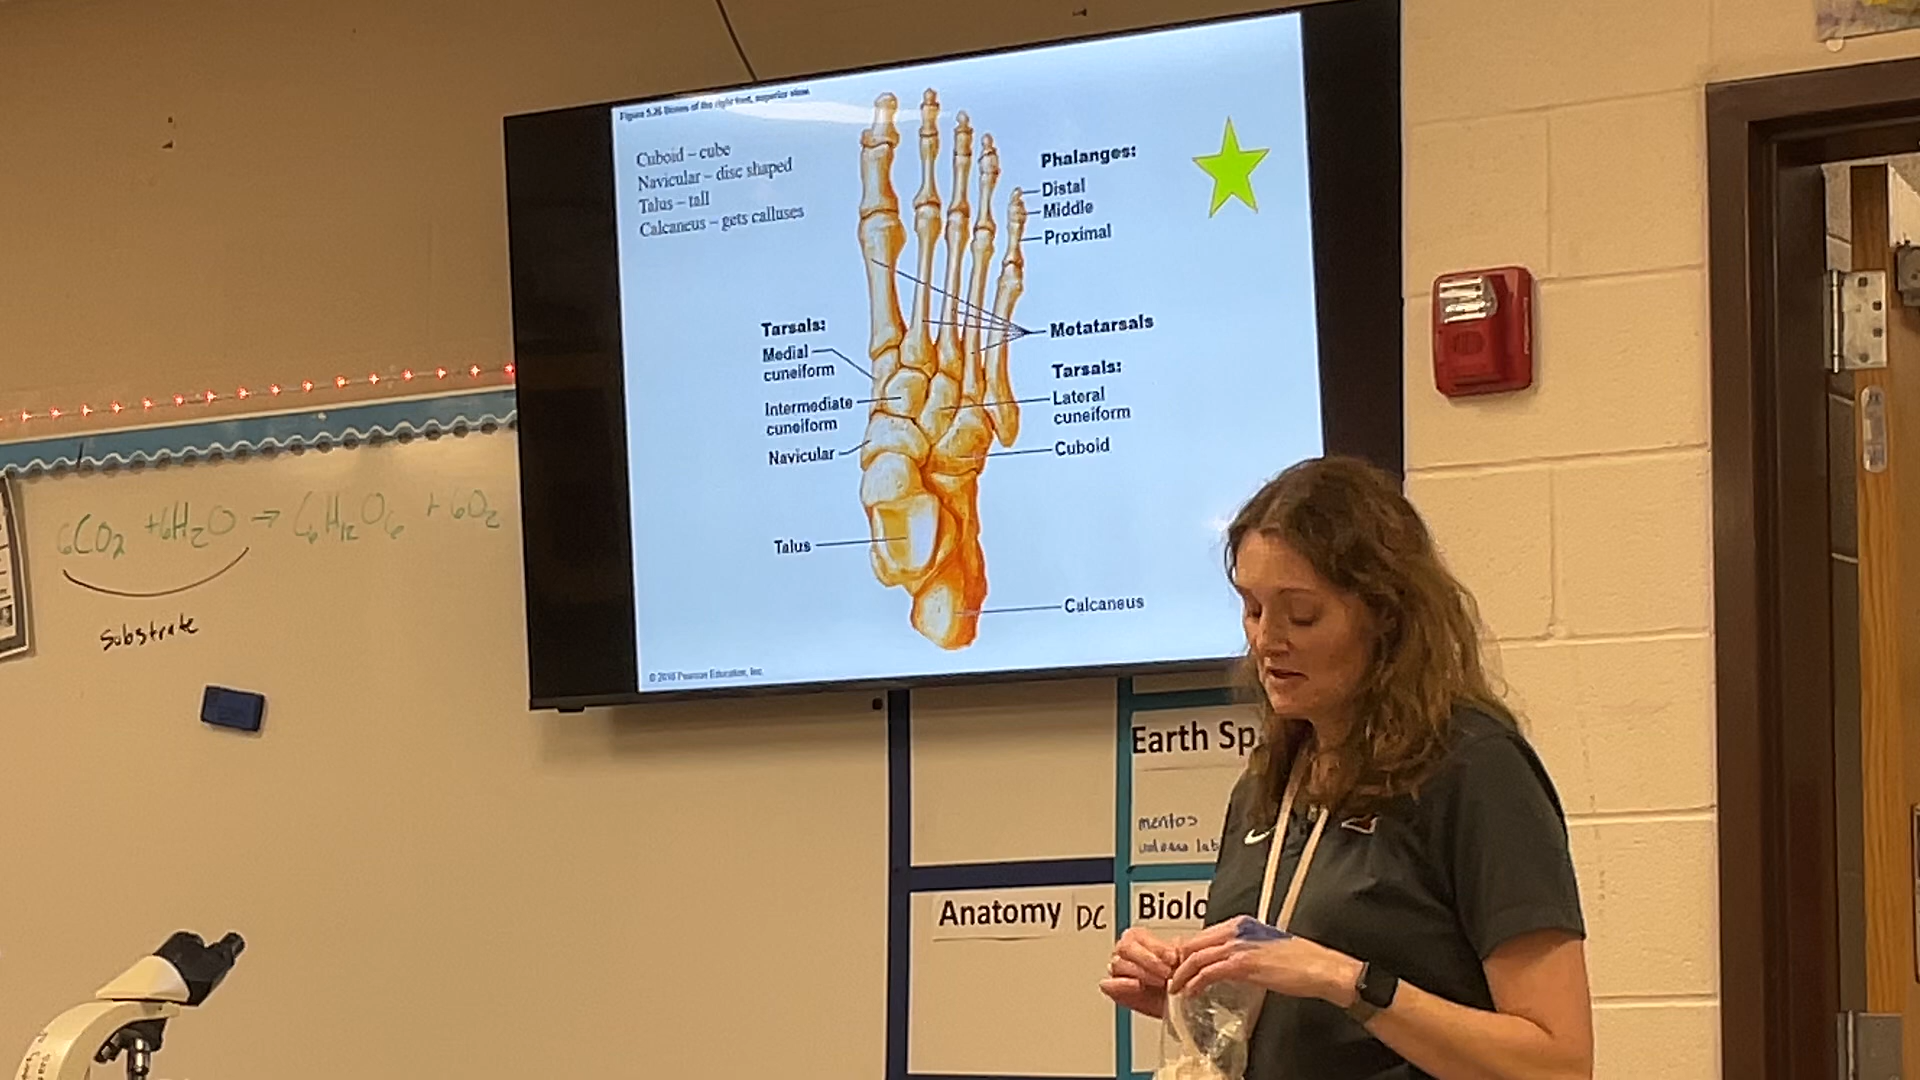 Figure 5.26 Bones of the right foot, superior view.
Cuboid – cube
Navicular – disc shaped
Talus – tall
Calcaneus – gets calluses
Phalanges:
Distal
Middle
Proximal
Metatarsals
Tarsals:
Medial
cuneiform
Intermediate
cuneiform
Navicular
Talus
Tarsals:
Lateral
cuneiform
Cuboid
Calcaneus
Pearson Education, Inc.
6CO2 +6H2O → C6H12O6 + 6O2
Substrate
Earth Sp
mentos
lab
Anatomy DC
Biolo